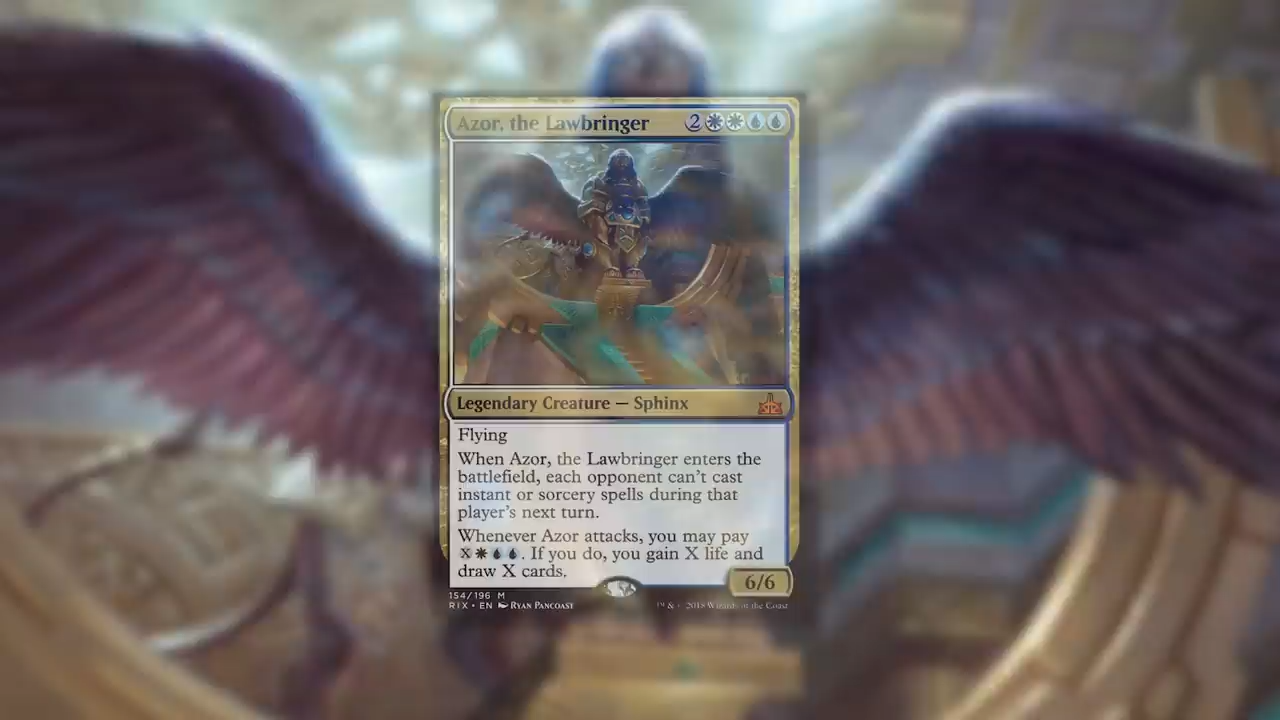 Azor, the Lawbringer 2
Legendary Creature — Sphinx
Flying
When Azor, the Lawbringer enters the
battlefield, each opponent can't cast
instant or sorcery spells during that
player's next turn.
Whenever Azor attacks, you may pay
X. If you do, you gain X life and
draw X cards.
6/6
154/196 M
RIX • EN Ryan Pancoast
™ & © 2018 Wizards of the Coast